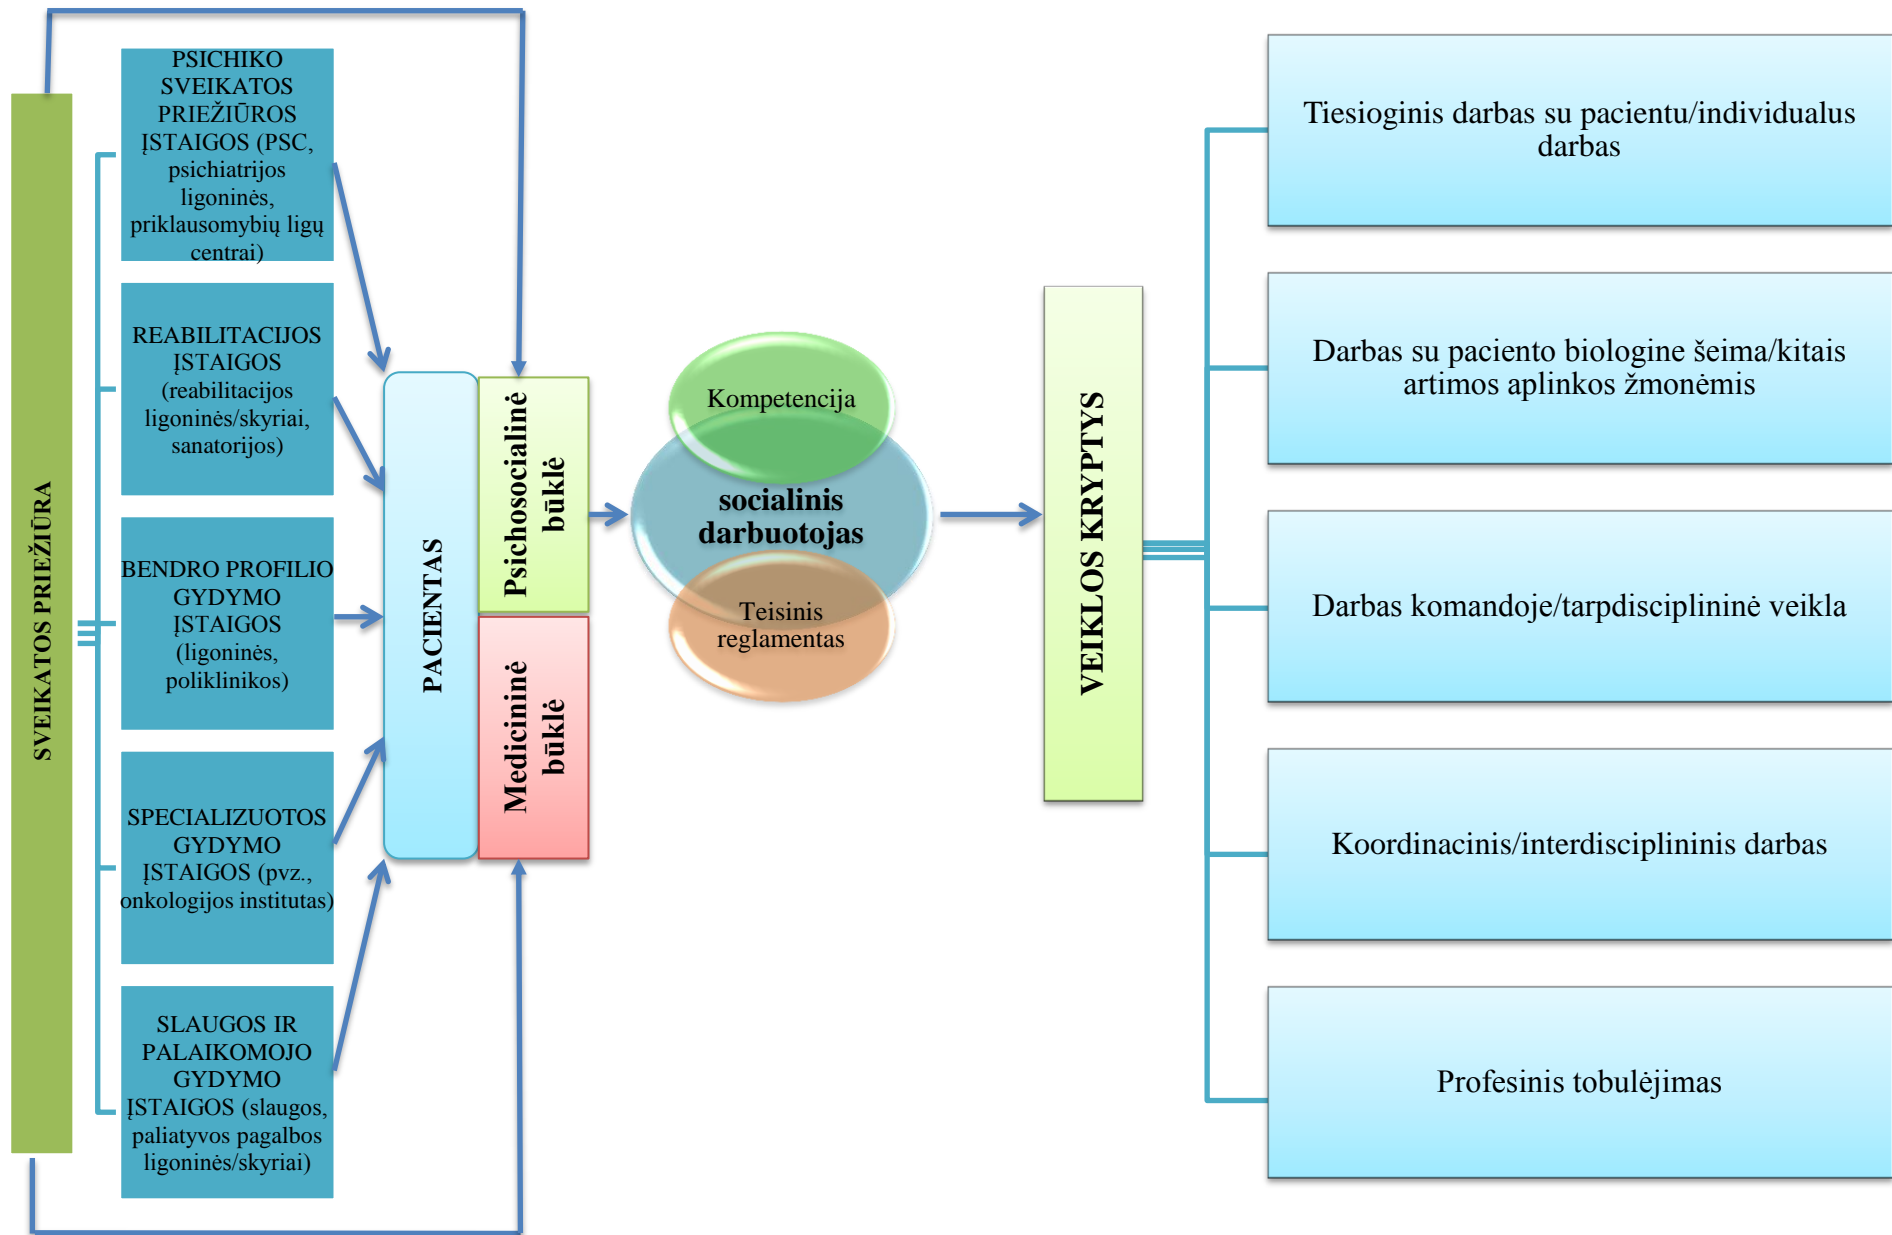 SVEIKATOS PRIEŽIŪRA
PSICHIKO
SVEIKATOS
PRIEŽIŪROS
ĮSTAIGOS (PSC,
psichiatrijos
ligoninės,
priklausomybių ligų
centrai)
REABILITACIJOS
ĮSTAIGOS
(reabilitacijos
ligoninės/skyriai,
sanatorijos)
BENDRO PROFILIO
GYDYMO
ĮSTAIGOS
(ligoninės,
poliklinikos)
SPECIALIZUOTOS
GYDYMO
ĮSTAIGOS (pvz.,
onkologijos institutas)
SLAUGOS IR
PALAIKOMOJO
GYDYMO
ĮSTAIGOS (slaugos,
paliatyvos pagalbos
ligoninės/skyriai)
PACIENTAS
Psichosocialinė
būklė
Medicininė
būklė
Kompetencija
socialinis
darbuotojas
Teisinis
reglamentas
VEIKLOS KRYPTYS
Tiesioginis darbas su pacientu/individualus
darbas
Darbas su paciento biologine šeima/kitais
artimos aplinkos žmonėmis
Darbas komandoje/tarpdisciplininė veikla
Koordinacinis/interdisciplininis darbas
Profesinis tobulėjimas